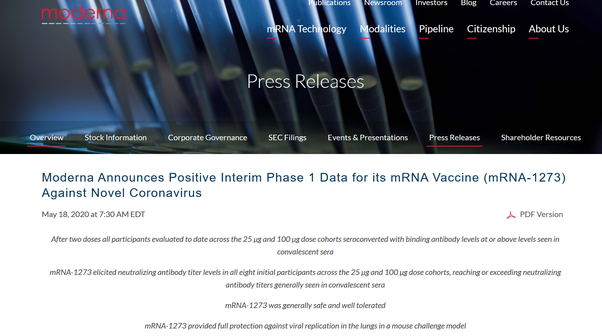 moderna
Publications Newsroom Investors Blog Careers Contact Us
mRNA Technology Modalities Pipeline Citizenship About Us
Press Releases
Overview Stock Information Corporate Governance SEC Filings Events & Presentations Press Releases Shareholder Resources
Moderna Announces Positive Interim Phase 1 Data for its mRNA Vaccine (mRNA-1273)
Against Novel Coronavirus
May 18, 2020 at 7:30 AM EDT PDF Version
After two doses all participants evaluated to date across the 25 µg and 100 µg dose cohorts seroconverted with binding antibody levels at or above levels seen in
convalescent sera
mRNA-1273 elicited neutralizing antibody titer levels in all eight initial participants across the 25 µg and 100 µg dose cohorts, reaching or exceeding neutralizing
antibody titers generally seen in convalescent sera
mRNA-1273 was generally safe and well tolerated
mRNA-1273 provided full protection against viral replication in the lungs in a mouse challenge model